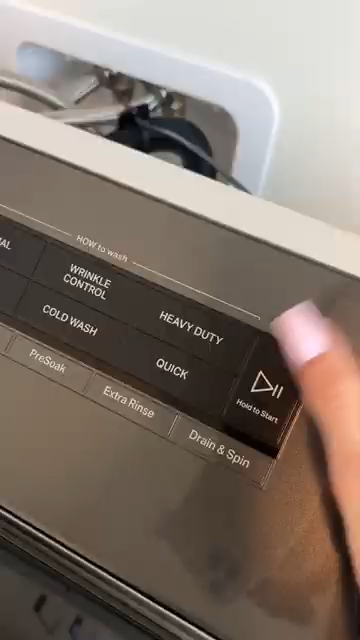 HOW to wash
WRINKLE
CONTROL
HEAVY DUTY
COLD WASH
QUICK
PreSoak
Extra Rinse
Drain & Spin
Hold to Start